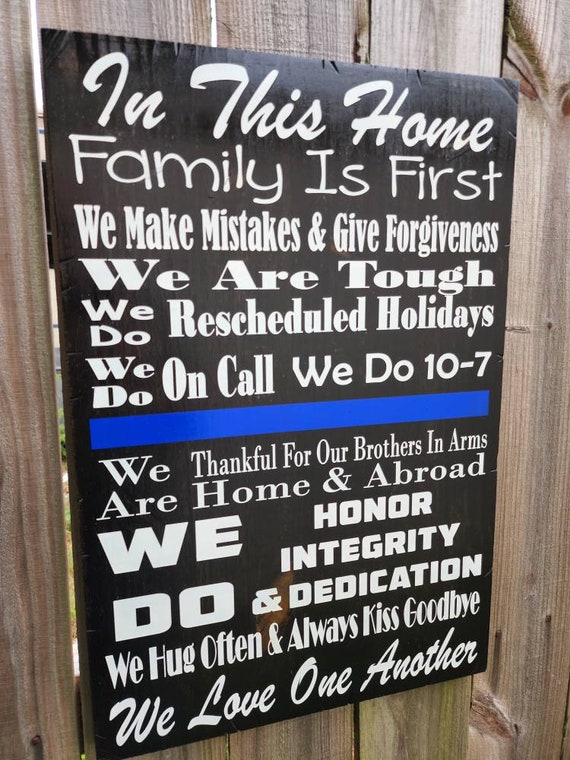 In This Home
Family Is First
We Make Mistakes & Give Forgiveness
We Are Tough
We Do Rescheduled Holidays
We Do On Call We Do 10-7
We Are Thankful For Our Brothers In Arms
Home & Abroad
WE DO HONOR
INTEGRITY
& DEDICATION
We Hug Often & Always Kiss Goodbye
We Love One Another